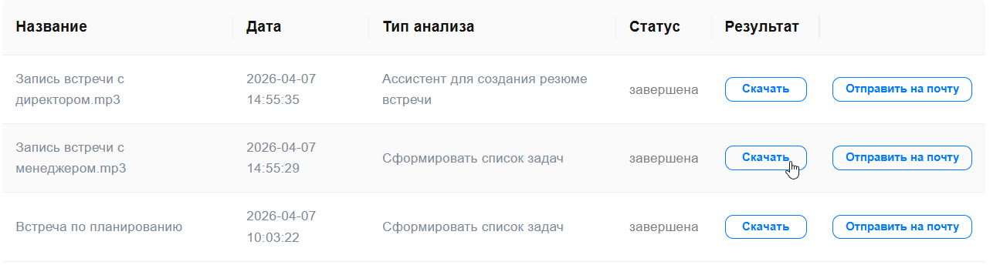 Название Дата Тип анализа Статус Результат
Запись встречи с 2026-04-07 Ассистент для создания резюме
директором.mp3 14:55:35 встречи завершена Скачать Отправить на почту
Запись встречи с 2026-04-07
менеджером.mp3 14:55:29 Сформировать список задач завершена Скачать Отправить на почту
Встреча по планированию 2026-04-07
10:03:22 Сформировать список задач завершена Скачать Отправить на почту